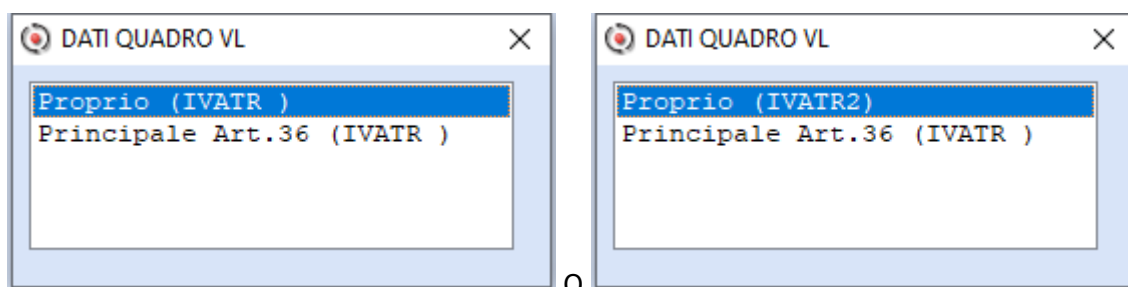 DATI QUADRO VL
Proprio (IVATR )
Principale Art.36 (IVATR )
o
DATI QUADRO VL
Proprio (IVATR2)
Principale Art.36 (IVATR )